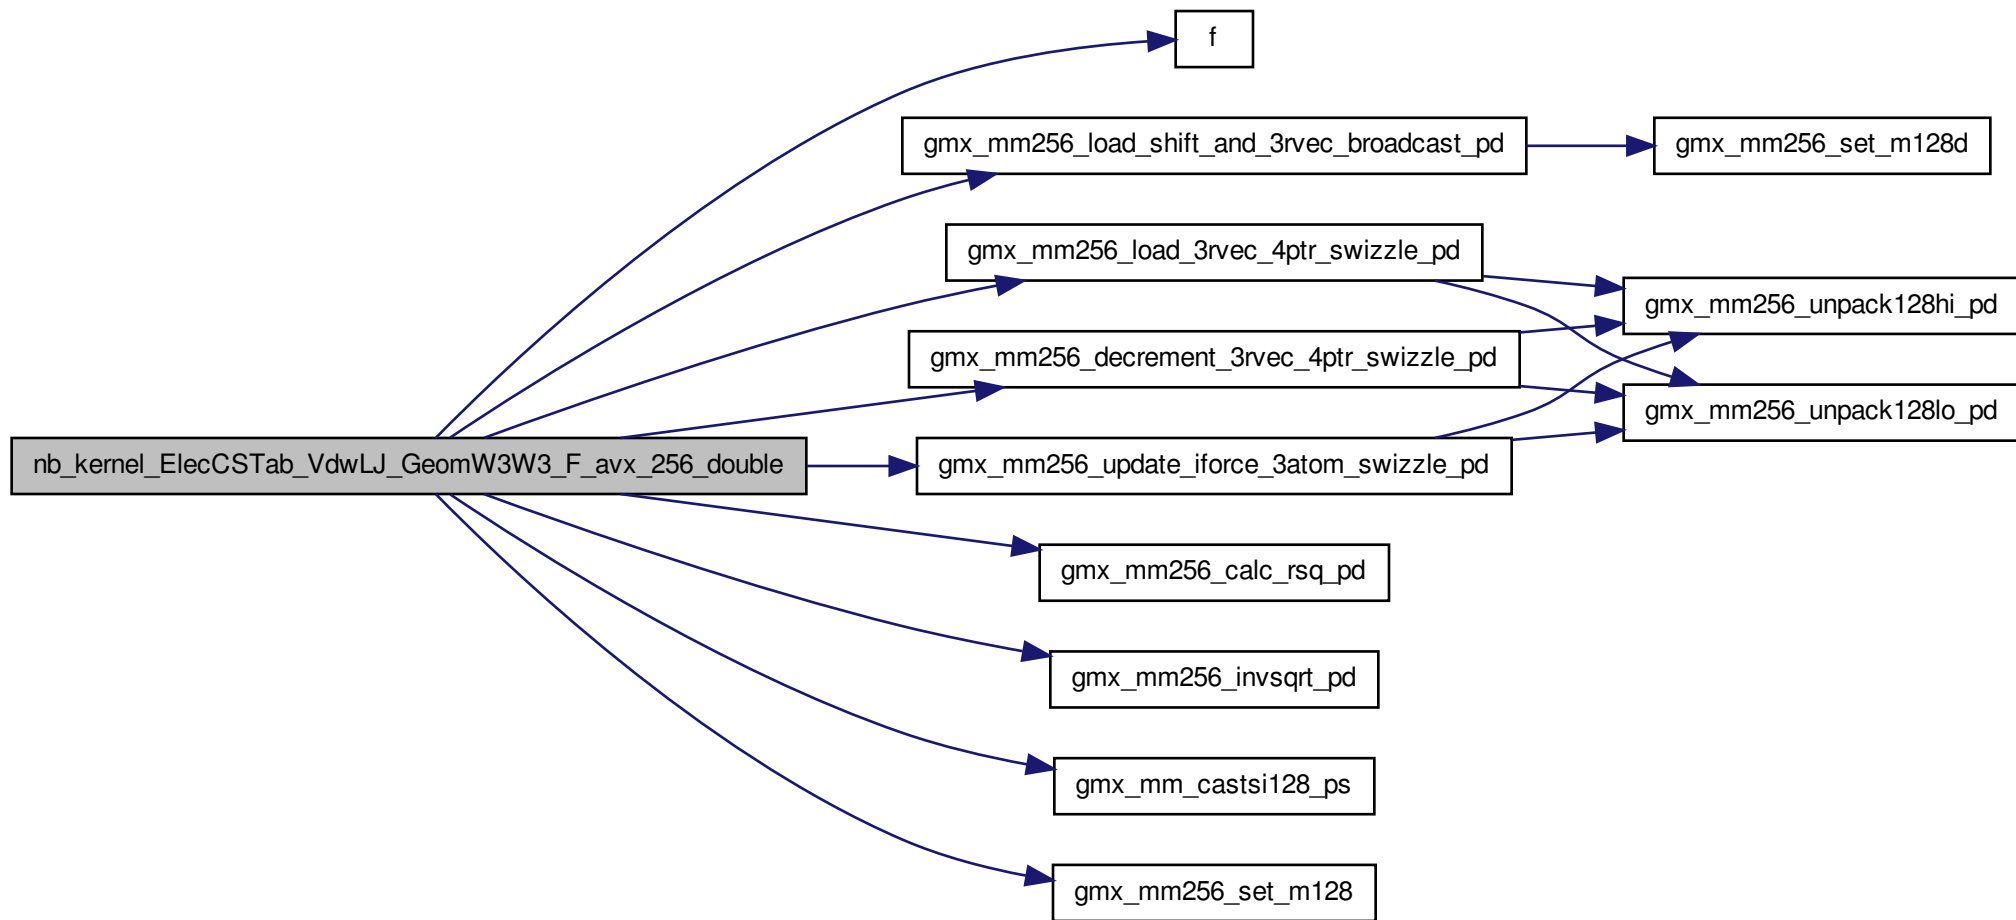 f
gmx_mm256_load_shift_and_3rvec_broadcast_pd
gmx_mm256_set_m128d
gmx_mm256_load_3rvec_4ptr_swizzle_pd
gmx_mm256_unpack128hi_pd
gmx_mm256_decrement_3rvec_4ptr_swizzle_pd
gmx_mm256_unpack128lo_pd
nb_kernel_ElecCSTab_VdwLJ_GeomW3W3_F_avx_256_double
gmx_mm256_update_iforce_3atom_swizzle_pd
gmx_mm256_calc_rsq_pd
gmx_mm256_invsqrt_pd
gmx_mm_castsi128_ps
gmx_mm256_set_m128